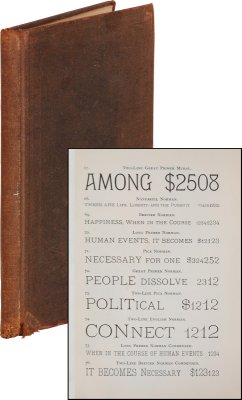 Two-Line Great Primer Mural.
AMONG $2508
Nonpareil Norman.
Brevier Norman.
HAPPINESS, WHEN IN THE COURSE
Long Primer Norman.
HUMAN EVENTS, IT BECOMES $12123
Pica Norman.
NECESSARY FOR ONE $324252
Great Primer Norman.
PEOPLE DISSOLVE 2312
Two-Line Pica Norman.
POLITICAL $1212
Two-Line English Norman.
CONNECT 1212
Long Primer Norman Condensed.
WHEN IN THE COURSE OF HUMAN EVENTS 1234
Two-Line Brevier Norman Condensed.
IT BECOMES NECESSARY $123123